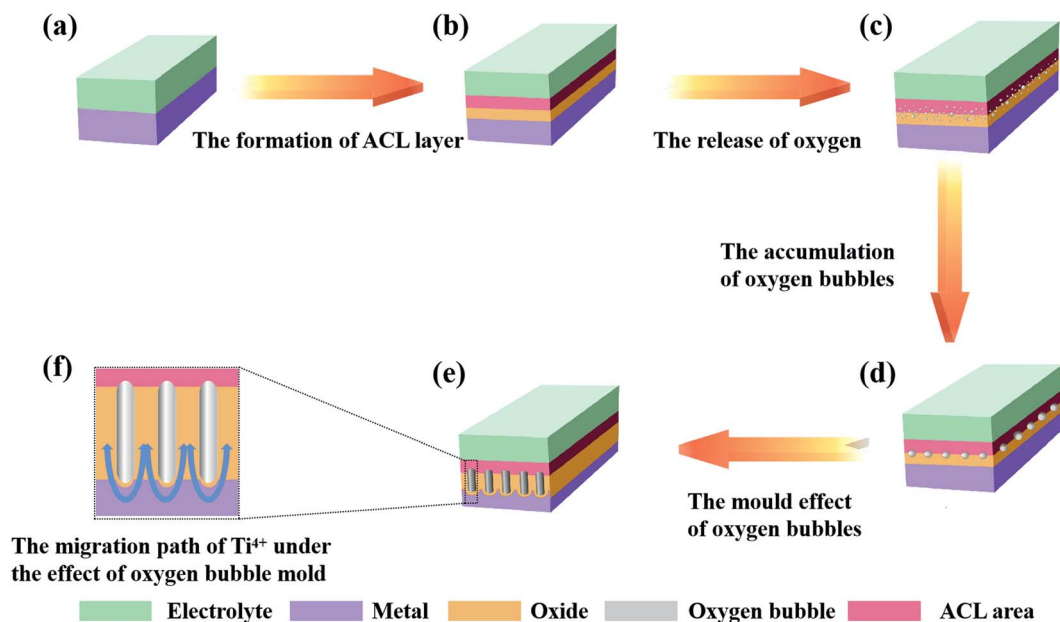 (a)
(b)
(c)
The formation of ACL layer
The release of oxygen
The accumulation
of oxygen bubbles
(f)
(e)
(d)
The mould effect
of oxygen bubbles
The migration path of Ti⁴⁺ under
the effect of oxygen bubble mold
Electrolyte
Metal
Oxide
Oxygen bubble
ACL area